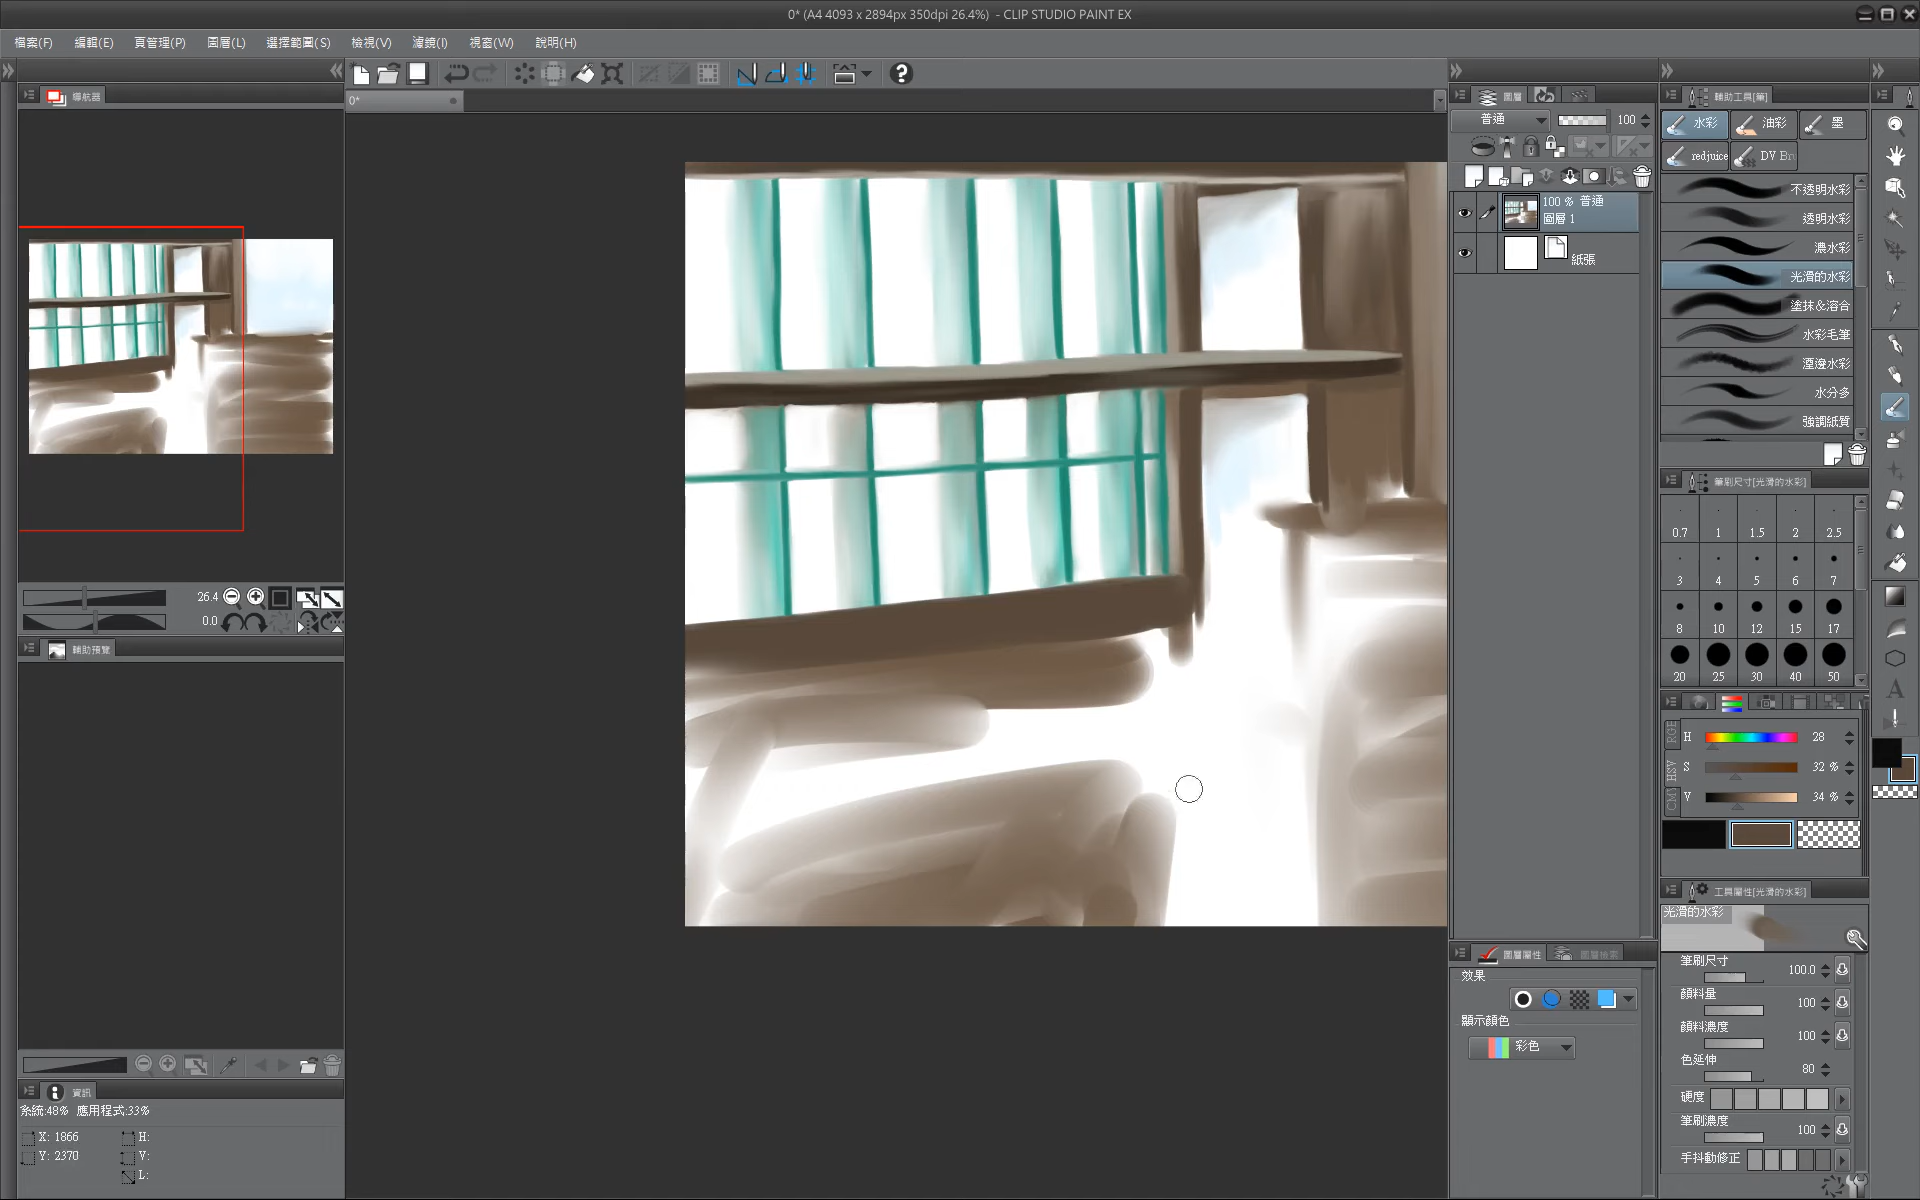 0* (A4 4093 x 2894px 350dpi 26.4%) - CLIP STUDIO PAINT EX
檔案(F) 編輯(E) 頁管理(P) 圖層(L) 選擇範圍(S) 檢視(V) 濾鏡(I) 視窗(W) 說明(H)
導航器
0*
26.4
0.0
輔助預覽
資訊
系統:48% 應用程式:33%
X: 1866 H:
Y: 2370 V:
L:
圖層
普通 100
100 % 普通
圖層 1
紙張
圖層屬性 圖層檢索
效果
顯示顏色
彩色
輔助工具[筆]
水彩 油彩 墨
redjuice DV Br
不透明水彩
透明水彩
濃水彩
光滑的水彩
塗抹&溶合
水彩毛筆
溼邊水彩
水分多
強調紙質
筆刷尺寸[光滑的水彩]
0.7 1 1.5 2 2.5
3 4 5 6 7
8 10 12 15 17
20 25 30 40 50
RGB
HSV
CM
H 28
S 32 %
V 34 %
工具屬性[光滑的水彩]
光滑的水彩
筆刷尺寸 100.0
顏料量 100
顏料濃度 100
色延伸 80
硬度
筆刷濃度 100
手抖動修正